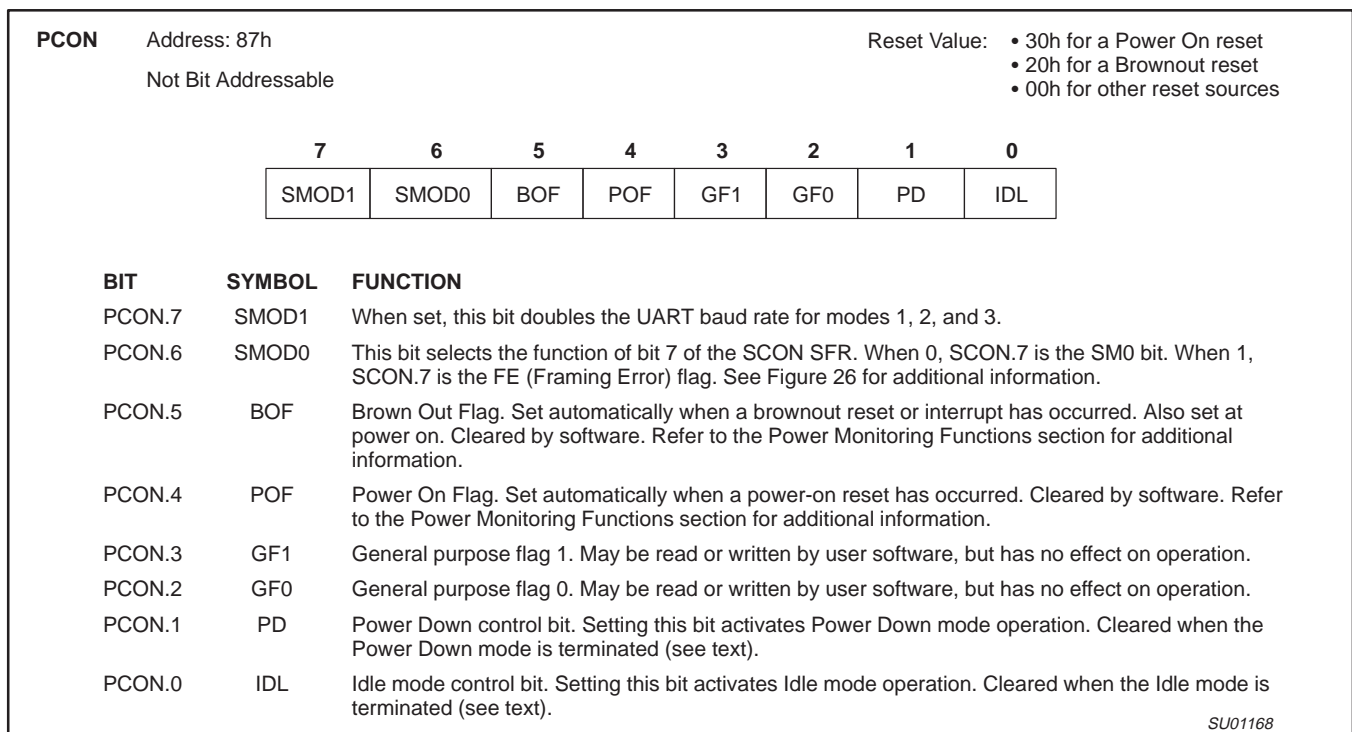 PCON Address: 87h Reset Value: • 30h for a Power On reset
Not Bit Addressable • 20h for a Brownout reset
• 00h for other reset sources
7 6 5 4 3 2 1 0
SMOD1 SMOD0 BOF POF GF1 GF0 PD IDL
BIT SYMBOL FUNCTION
PCON.7 SMOD1 When set, this bit doubles the UART baud rate for modes 1, 2, and 3.
PCON.6 SMOD0 This bit selects the function of bit 7 of the SCON SFR. When 0, SCON.7 is the SM0 bit. When 1,
SCON.7 is the FE (Framing Error) flag. See Figure 26 for additional information.
PCON.5 BOF Brown Out Flag. Set automatically when a brownout reset or interrupt has occurred. Also set at
power on. Cleared by software. Refer to the Power Monitoring Functions section for additional
information.
PCON.4 POF Power On Flag. Set automatically when a power-on reset has occurred. Cleared by software. Refer
to the Power Monitoring Functions section for additional information.
PCON.3 GF1 General purpose flag 1. May be read or written by user software, but has no effect on operation.
PCON.2 GF0 General purpose flag 0. May be read or written by user software, but has no effect on operation.
PCON.1 PD Power Down control bit. Setting this bit activates Power Down mode operation. Cleared when the
Power Down mode is terminated (see text).
PCON.0 IDL Idle mode control bit. Setting this bit activates Idle mode operation. Cleared when the Idle mode is
terminated (see text).
SU01168